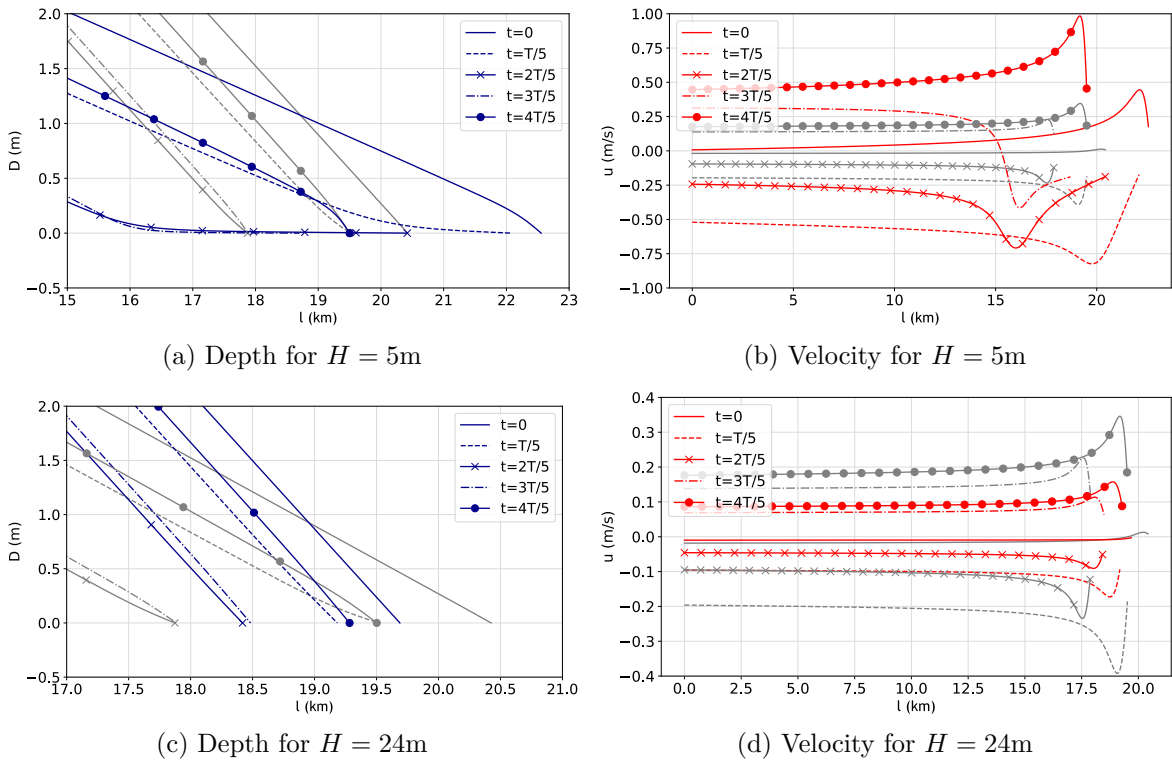 2.0
1.5
1.0
0.5
0.0
−0.5
D (m)
15 16 17 18 19 20 21 22 23
l (km)
t=0
t=T/5
t=2T/5
t=3T/5
t=4T/5
(a) Depth for H = 5m
1.00
0.75
0.50
0.25
0.00
−0.25
−0.50
−0.75
−1.00
u (m/s)
0 5 10 15 20
l (km)
t=0
t=T/5
t=2T/5
t=3T/5
t=4T/5
(b) Velocity for H = 5m
2.0
1.5
1.0
0.5
0.0
−0.5
D (m)
17.0 17.5 18.0 18.5 19.0 19.5 20.0 20.5 21.0
l (km)
t=0
t=T/5
t=2T/5
t=3T/5
t=4T/5
(c) Depth for H = 24m
0.4
0.3
0.2
0.1
0.0
−0.1
−0.2
−0.3
−0.4
u (m/s)
0.0 2.5 5.0 7.5 10.0 12.5 15.0 17.5 20.0
l (km)
t=0
t=T/5
t=2T/5
t=3T/5
t=4T/5
(d) Velocity for H = 24m